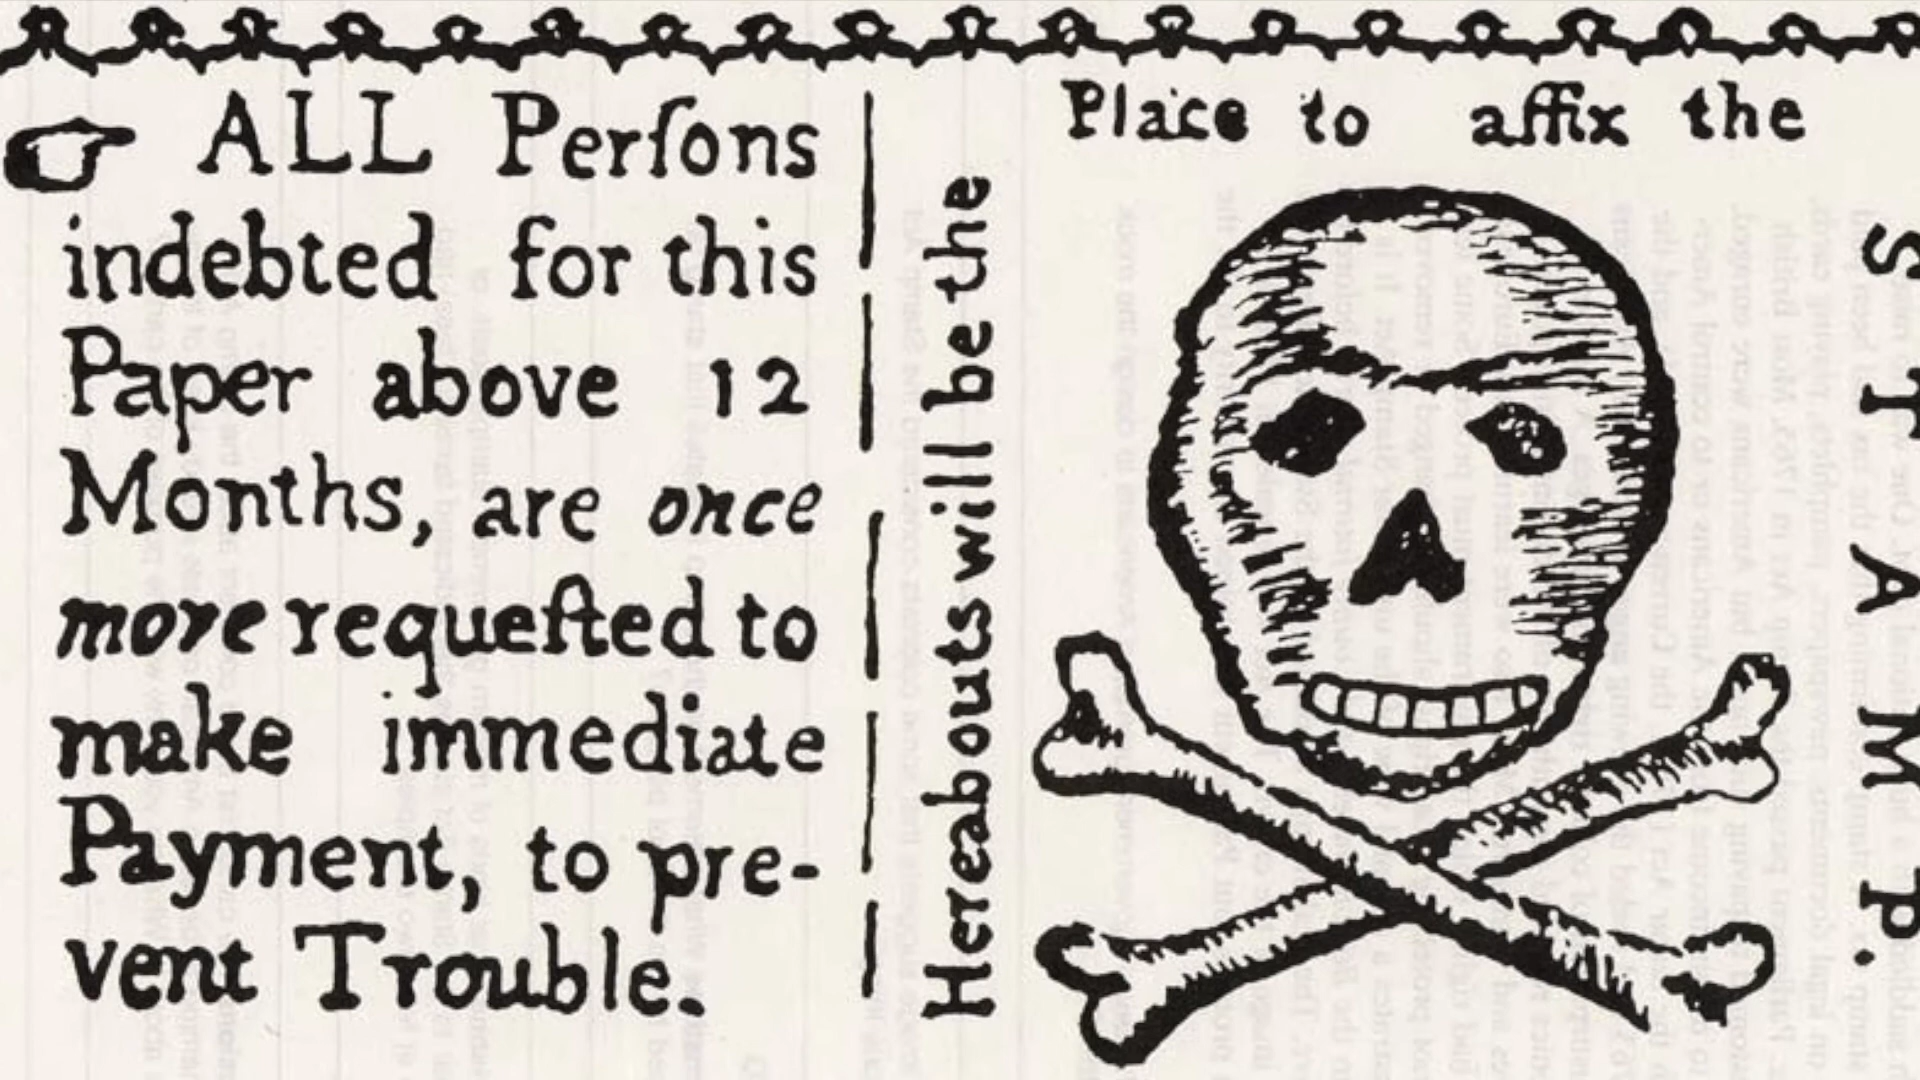 ☞ ALL Perſons
indebted for this
Paper above 12
Months, are once
more requeſted to
make immediate
Payment, to pre-
vent Trouble.
Hereabouts will be the
Place to affix the
STAMP.